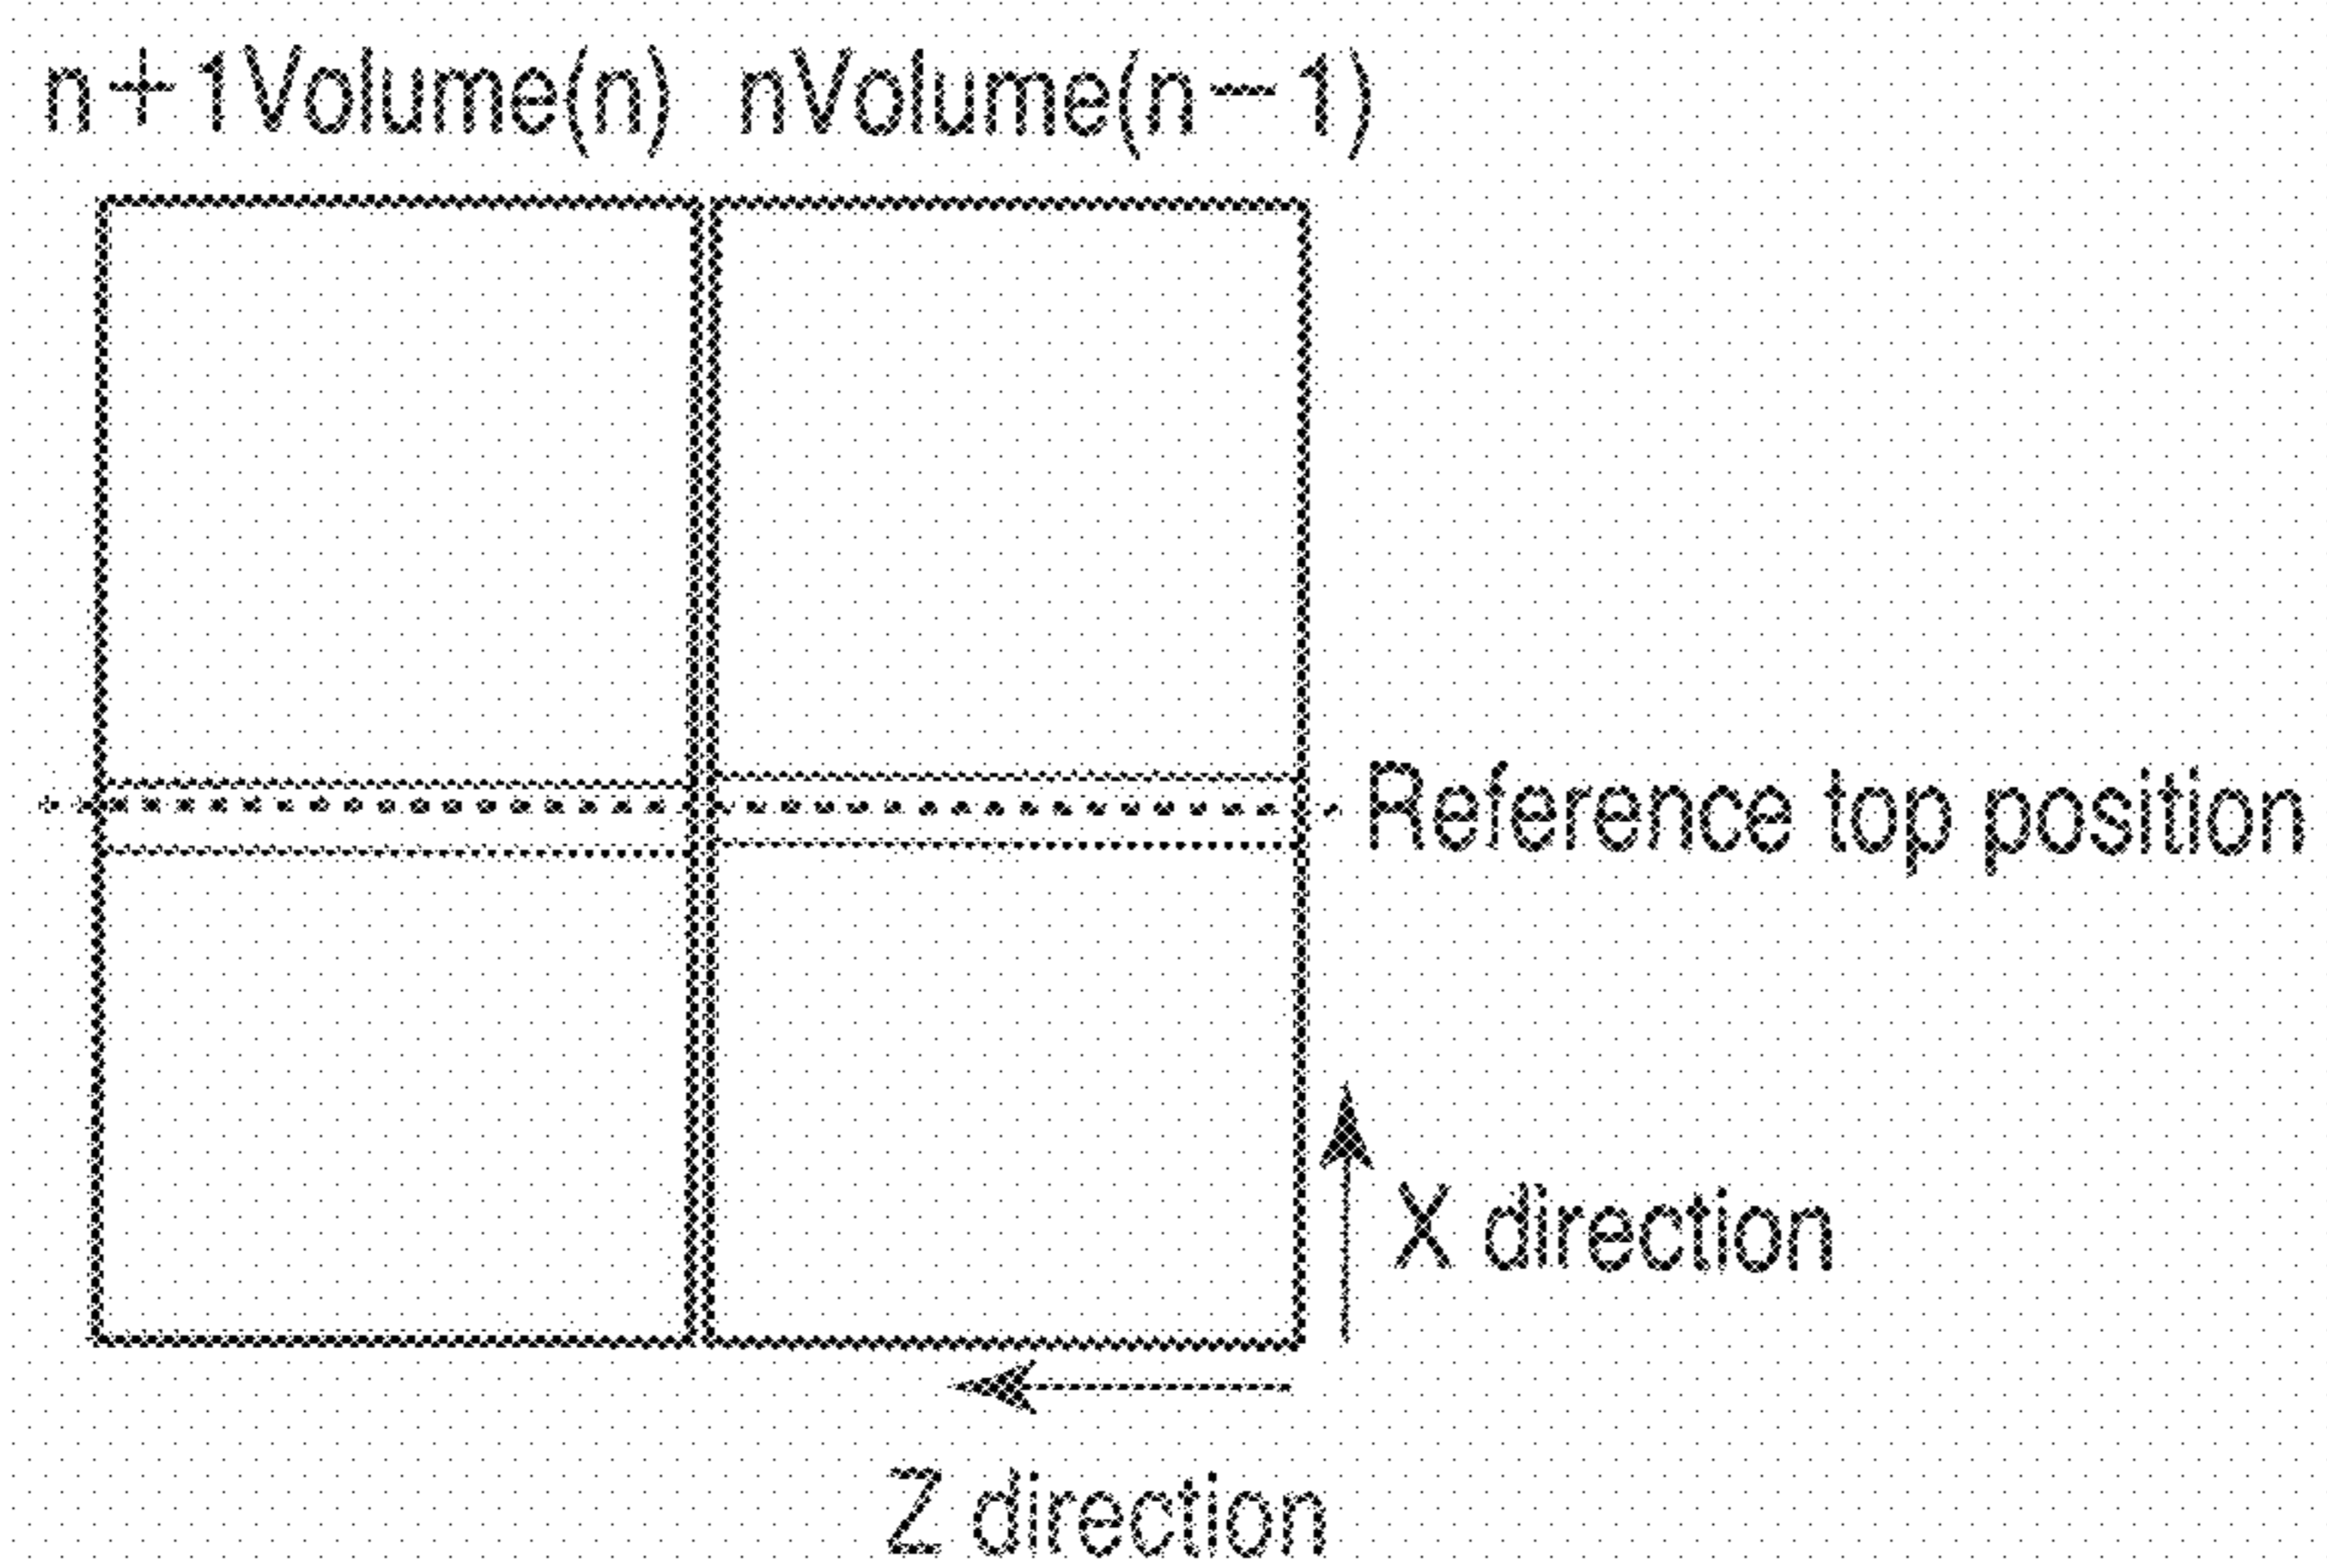 n+1Volume(n) nVolume(n-1)
Reference top position
X direction
Z direction